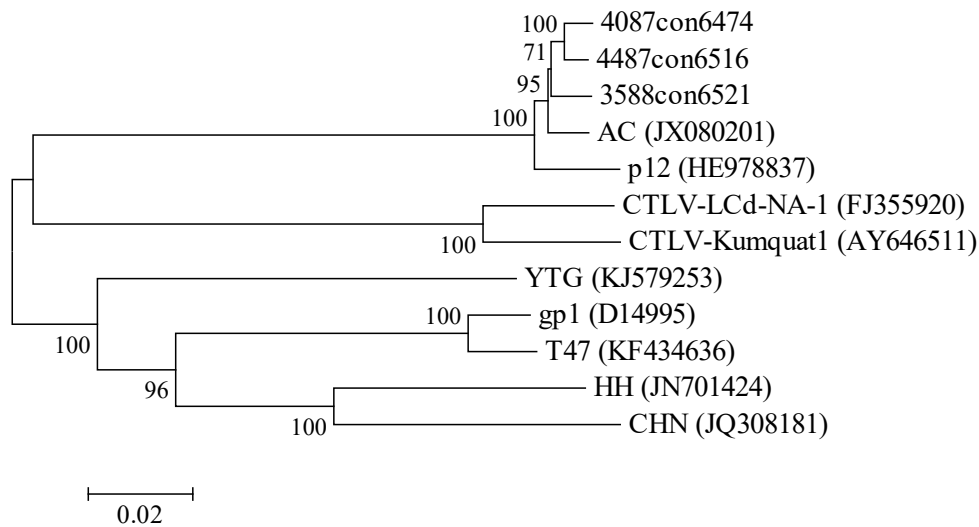 100
4087con6474
71
4487con6516
95
3588con6521
100
AC (JX080201)
p12 (HE978837)
CTLV-LCd-NA-1 (FJ355920)
100
CTLV-Kumquat1 (AY646511)
YTG (KJ579253)
100
gp1 (D14995)
100
T47 (KF434636)
96
HH (JN701424)
100
CHN (JQ308181)
0.02